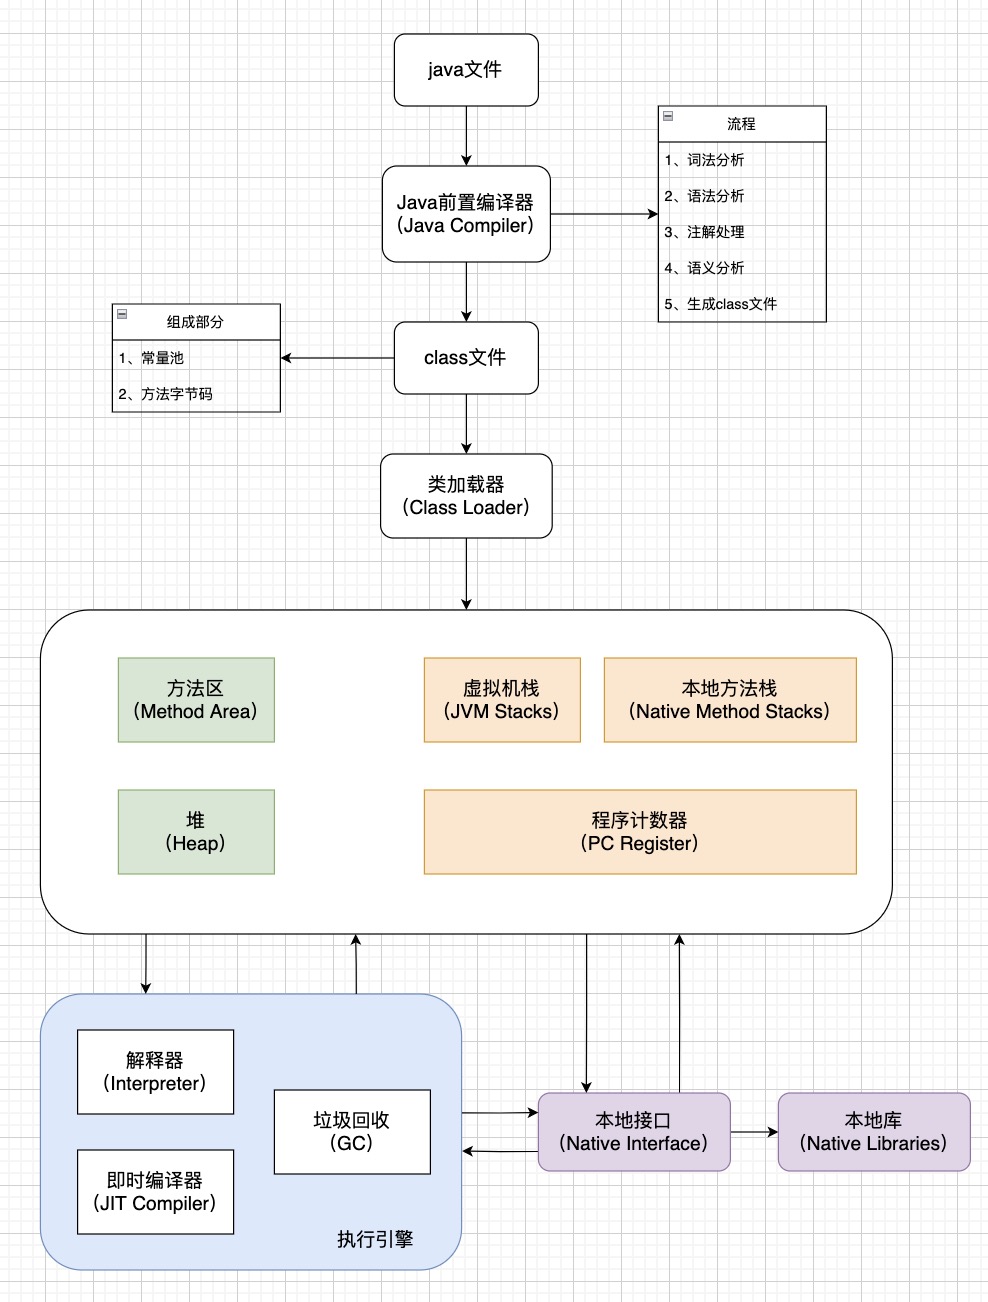 java文件
Java前置编译器
（Java Compiler）
流程
1、词法分析
2、语法分析
3、注解处理
4、语义分析
5、生成class文件
组成部分
1、常量池
2、方法字节码
class文件
类加载器
（Class Loader）
方法区
（Method Area）
虚拟机栈
（JVM Stacks）
本地方法栈
（Native Method Stacks）
堆
（Heap）
程序计数器
（PC Register）
解释器
（Interpreter）
垃圾回收
（GC）
即时编译器
（JIT Compiler）
执行引擎
本地接口
（Native Interface）
本地库
（Native Libraries）